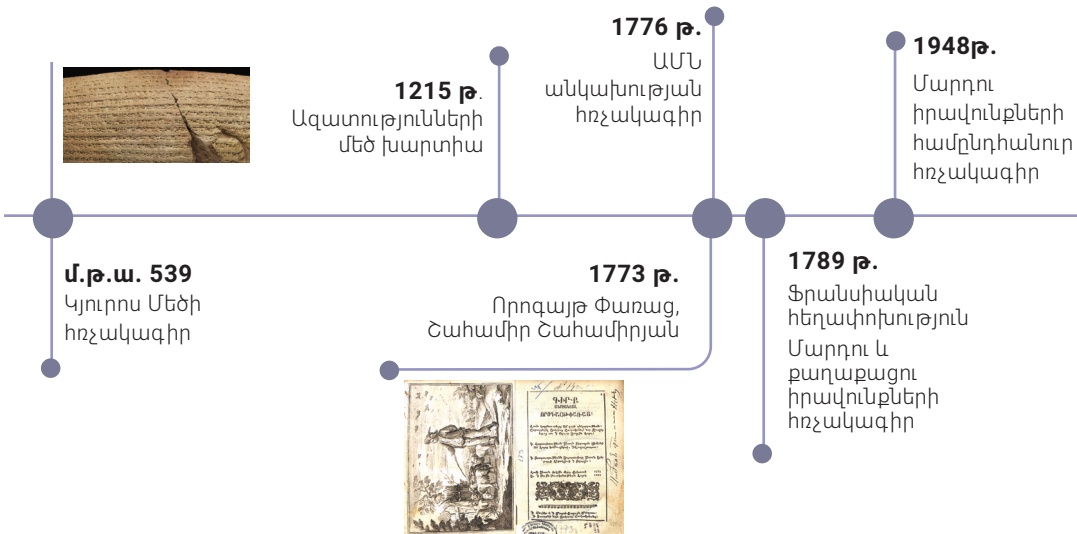 մ.թ.ա. 539
Կյուրոս Մեծի
հռչակագիր
1215 թ.
Ազատությունների
մեծ խարտիա
1773 թ.
Որոգայթ Փառաց,
Շահամիր Շահամիրյան
1776 թ.
ԱՄՆ
անկախության
հռչակագիր
1789 թ.
Ֆրանսիական
հեղափոխություն
Մարդու և
քաղաքացու
իրավունքների
հռչակագիր
1948թ.
Մարդու
իրավունքների
համընդհանուր
հռչակագիր